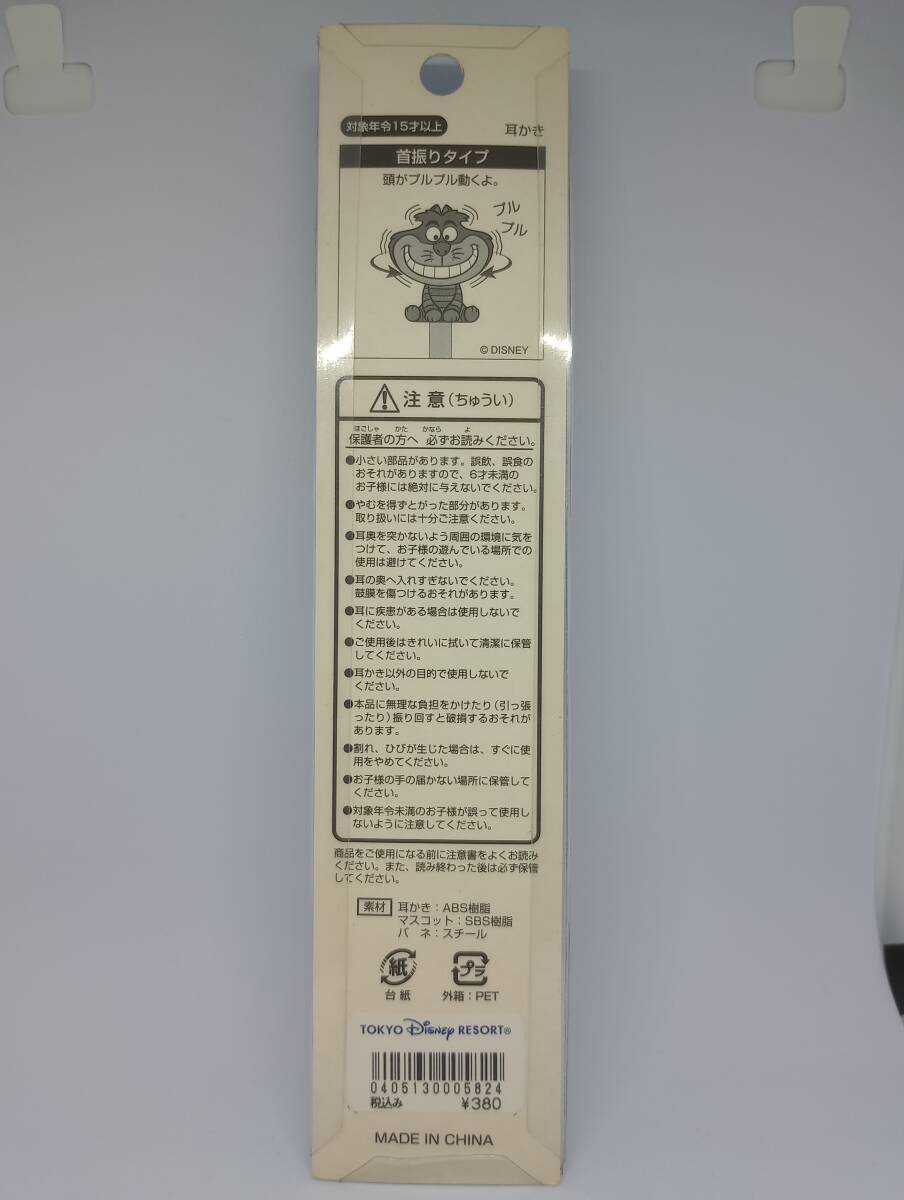 対象年令15才以上
耳かき
首振りタイプ
頭がプルプル動くよ。
プル
プル
© DISNEY
注意(ちゅうい)
ほごしゃ かた かなら よ
保護者の方へ 必ずお読みください。
●小さい部品があります。誤飲、誤食の
おそれがありますので、6才未満の
お子様には絶対に与えないでください。
●やむを得ずとがった部分があります。
取り扱いには十分ご注意ください。
●耳奥を突かないよう周囲の環境に気を
つけて、お子様の遊んでいる場所での
使用は避けてください。
●耳の奥へ入れすぎないでください。
鼓膜を傷つけるおそれがあります。
●耳に疾患がある場合は使用しないで
ください。
●ご使用後はきれいに拭いて清潔に保管
してください。
●耳かき以外の目的で使用しないで
ください。
●本品に無理な負担をかけたり(引っ張
ったり)振り回すと破損するおそれが
あります。
●割れ、ひびが生じた場合は、すぐに使
用をやめてください。
●お子様の手の届かない場所に保管して
ください。
●対象年令未満のお子様が誤って使用し
ないように注意してください。
商品をご使用になる前に注意書をよくお読み
ください。また、読み終わった後は必ず保管
してください。
素材 耳かき:ABS樹脂
マスコット:SBS樹脂
バ ネ:スチール
紙 プラ
台紙 外箱:PET
TOKYO Disney RESORT®
0405130005824
税込み ¥380
MADE IN CHINA